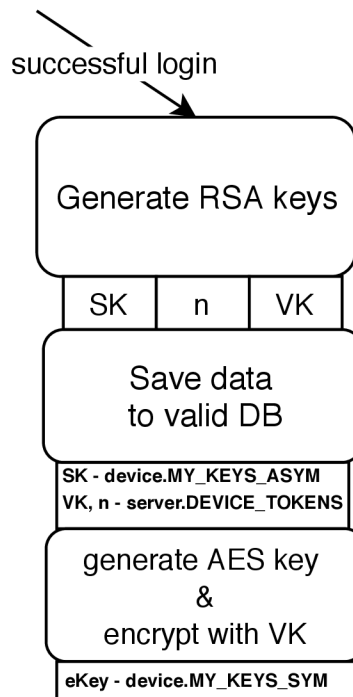 successful login
Generate RSA keys
SK n VK
Save data
to valid DB
SK - device.MY_KEYS_ASYM
VK, n - server.DEVICE_TOKENS
generate AES key
&
encrypt with VK
eKey - device.MY_KEYS_SYM